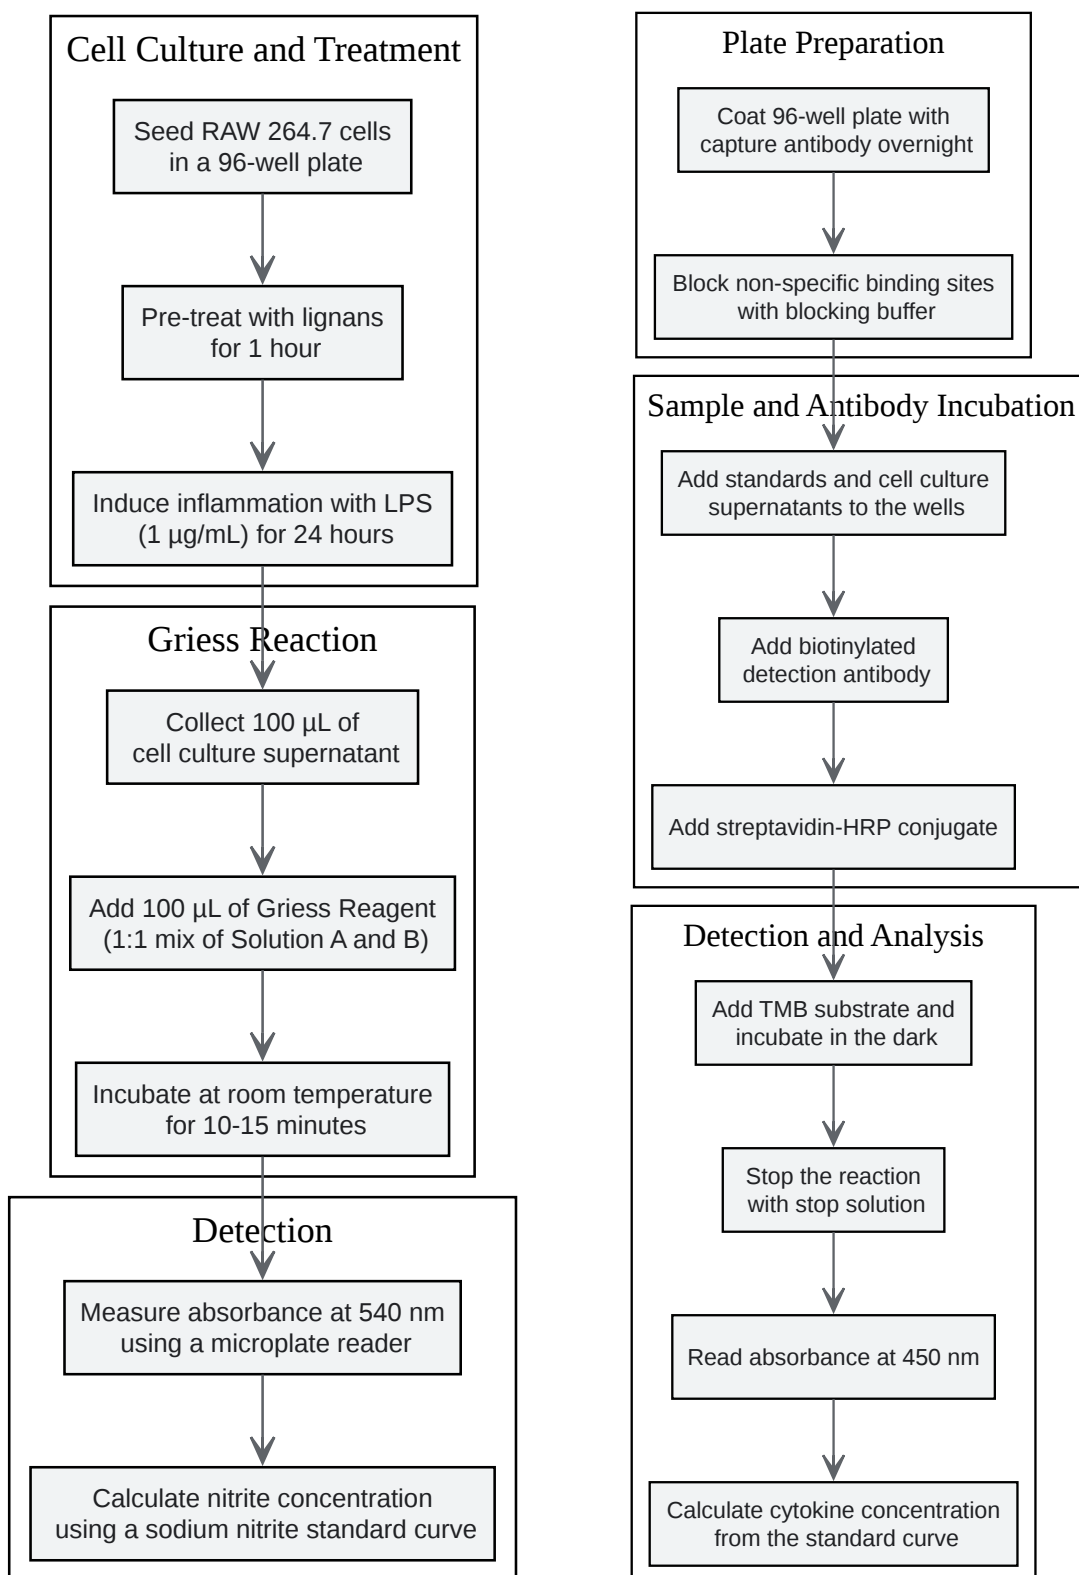 Cell Culture and Treatment
Seed RAW 264.7 cells
in a 96-well plate
Pre-treat with lignans
for 1 hour
Induce inflammation with LPS
(1 µg/mL) for 24 hours
Griess Reaction
Collect 100 µL of
cell culture supernatant
Add 100 µL of Griess Reagent
(1:1 mix of Solution A and B)
Incubate at room temperature
for 10-15 minutes
Detection
Measure absorbance at 540 nm
using a microplate reader
Calculate nitrite concentration
using a sodium nitrite standard curve
Plate Preparation
Coat 96-well plate with
capture antibody overnight
Block non-specific binding sites
with blocking buffer
Sample and Antibody Incubation
Add standards and cell culture
supernatants to the wells
Add biotinylated
detection antibody
Add streptavidin-HRP conjugate
Detection and Analysis
Add TMB substrate and
incubate in the dark
Stop the reaction
with stop solution
Read absorbance at 450 nm
Calculate cytokine concentration
from the standard curve